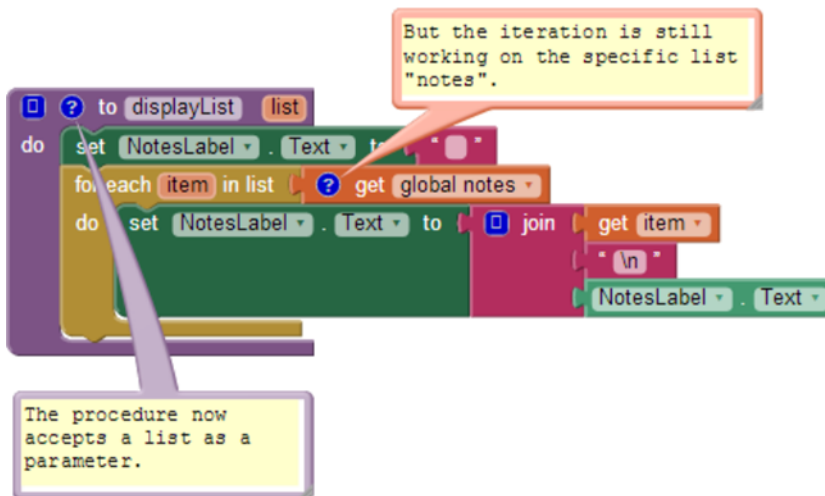 But the iteration is still
working on the specific list
"notes".
? to displayList list
do set NotesLabel . Text to " "
for each item in list ? get global notes
do set NotesLabel . Text to join get item
" \n "
NotesLabel . Text
The procedure now
accepts a list as a
parameter.